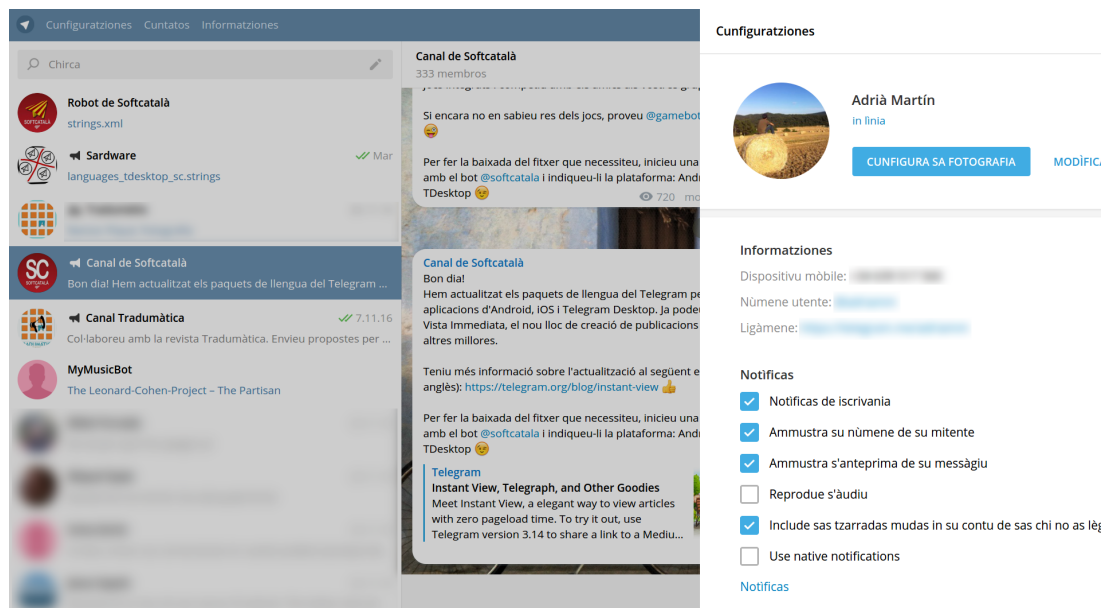 Cunfiguratziones Cuntatos Informatziones
Chirca
Robot de Softcatalà
strings.xml
Sardware
Mar
languages_tdesktop_sc.strings
Canal de Softcatalà
Bon dia! Hem actualitzat els paquets de llengua del Telegram ...
Canal Tradumàtica
7.11.16
Col·laboreu amb la revista Tradumàtica. Envieu propostes per ...
MyMusicBot
The Leonard-Cohen-Project – The Partisan
Canal de Softcatalà
333 membros
Si encara no en sabieu res dels jocs, proveu @gamebot
Per fer la baixada del fitxer que necessiteu, inicieu una
amb el bot @softcatala i indiqueu-li la plataforma: Andr
TDesktop
720 mo
Canal de Softcatalà
Bon dia!
Hem actualitzat els paquets de llengua del Telegram pe
aplicacions d'Android, iOS i Telegram Desktop. Ja podeu
Vista Immediata, el nou lloc de creació de publicacions
altres millores.
Teniu més informació sobre l'actualització al següent e
anglès): https://telegram.org/blog/instant-view
Per fer la baixada del fitxer que necessiteu, inicieu una
amb el bot @softcatala i indiqueu-li la plataforma: Andr
TDesktop
Telegram
Instant View, Telegraph, and Other Goodies
Meet Instant View, a elegant way to view articles
with zero pageload time. To try it out, use
Telegram version 3.14 to share a link to a Mediu...
Cunfiguratziones
Adrià Martín
in lìnia
CUNFIGURA SA FOTOGRAFIA
MODÌFICA
Informatziones
Dispositivu mòbile:
Nùmene utente:
Ligàmene:
Notìficas
Notìficas de iscrivania
Ammustra su nùmene de su mitente
Ammustra s'anteprima de su messàgiu
Reprodue s'àudiu
Include sas tzarradas mudas in su contu de sas chi no as lèg
Use native notifications
Notìficas